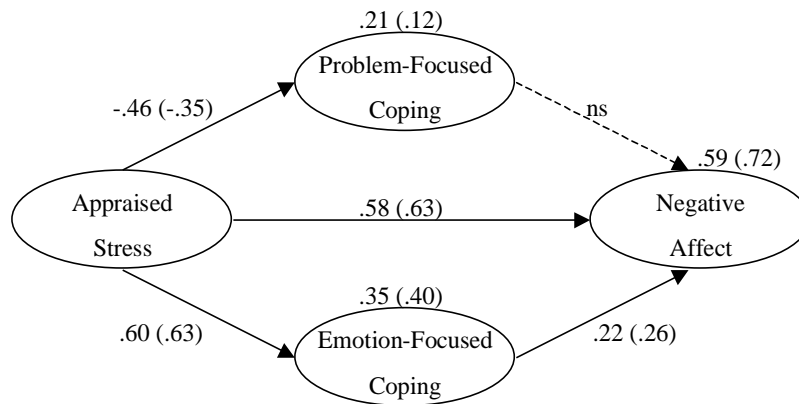 .21 (.12)
Problem-Focused
Coping
-.46 (-.35)
ns
.59 (.72)
Appraised
Stress
.58 (.63)
Negative
Affect
.35 (.40)
.60 (.63)
Emotion-Focused
Coping
.22 (.26)